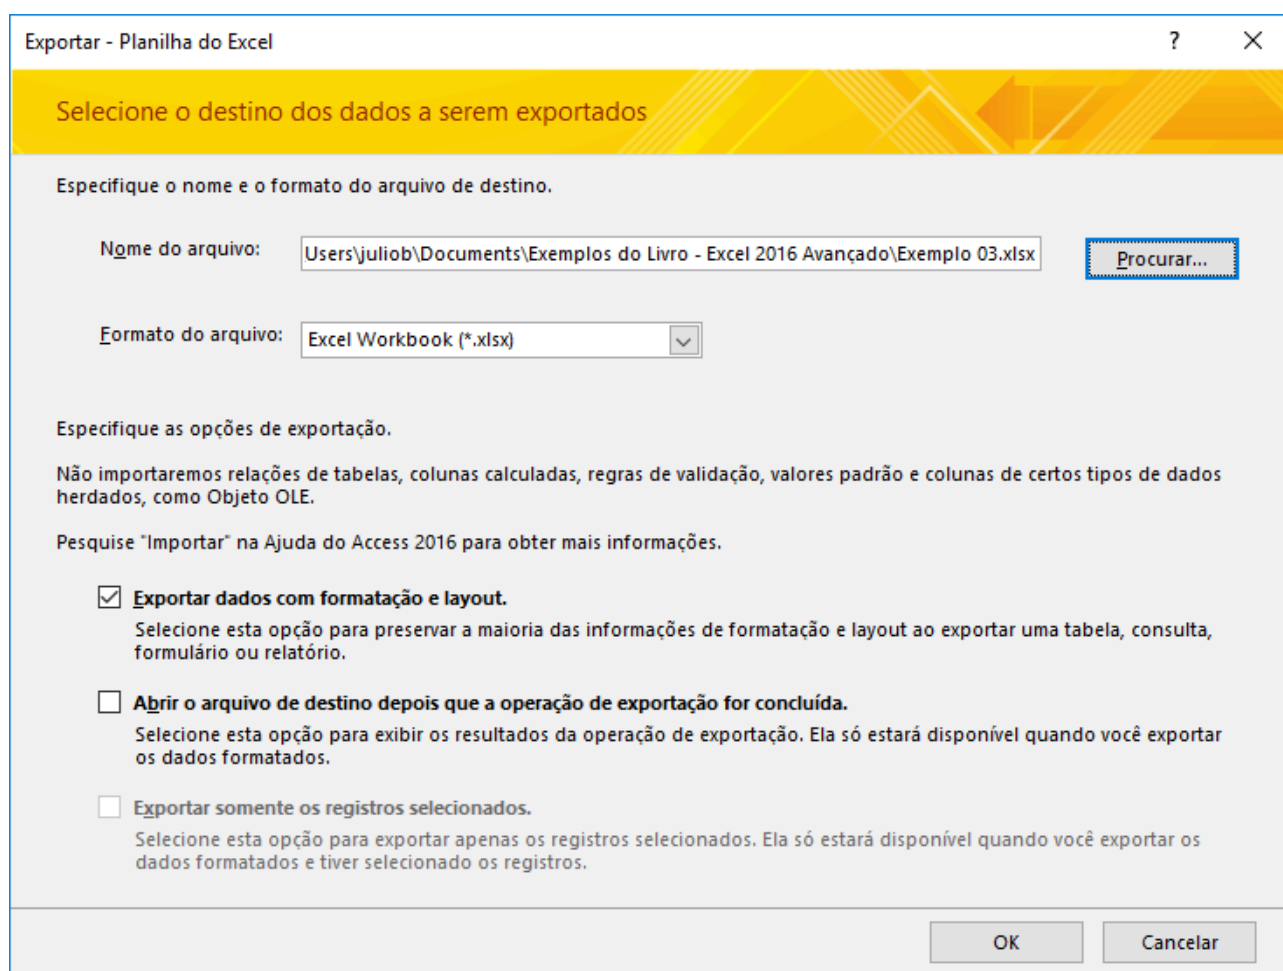 Exportar - Planilha do Excel
?
Selecione o destino dos dados a serem exportados
Especifique o nome e o formato do arquivo de destino.
Nome do arquivo:
Users\juliob\Documents\Exemplos do Livro - Excel 2016 Avançado\Exemplo 03.xlsx
Procurar...
Formato do arquivo:
Excel Workbook (*.xlsx)
Especifique as opções de exportação.
Não importaremos relações de tabelas, colunas calculadas, regras de validação, valores padrão e colunas de certos tipos de dados
herdados, como Objeto OLE.
Pesquise "Importar" na Ajuda do Access 2016 para obter mais informações.
Exportar dados com formatação e layout.
Selecione esta opção para preservar a maioria das informações de formatação e layout ao exportar uma tabela, consulta,
formulário ou relatório.
Abrir o arquivo de destino depois que a operação de exportação for concluída.
Selecione esta opção para exibir os resultados da operação de exportação. Ela só estará disponível quando você exportar
os dados formatados.
Exportar somente os registros selecionados.
Selecione esta opção para exportar apenas os registros selecionados. Ela só estará disponível quando você exportar os
dados formatados e tiver selecionado os registros.
OK
Cancelar